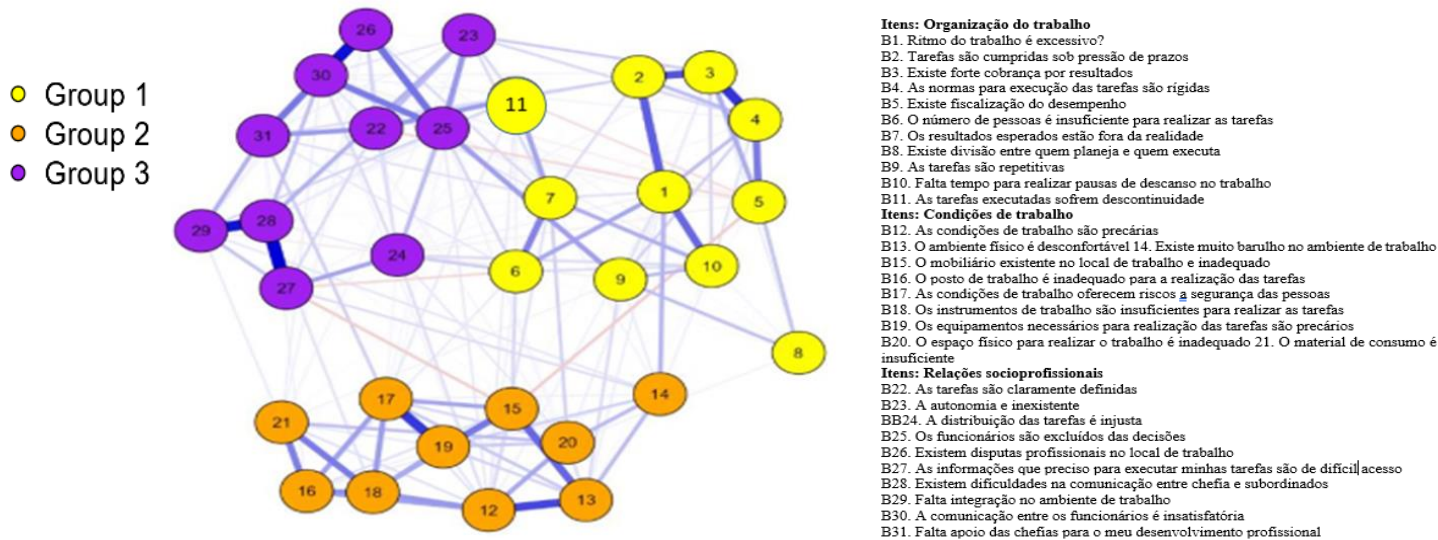 Group 1
Group 2
Group 3
26
23
30
2
3
11
4
22
25
31
1
7
5
28
29
24
10
6
9
27
8
14
17
15
21
20
19
16
18
13
12
Itens: Organização do trabalho
B1. Ritmo do trabalho é excessivo?
B2. Tarefas são cumpridas sob pressão de prazos
B3. Existe forte cobrança por resultados
B4. As normas para execução das tarefas são rígidas
B5. Existe fiscalização do desempenho
B6. O número de pessoas é insuficiente para realizar as tarefas
B7. Os resultados esperados estão fora da realidade
B8. Existe divisão entre quem planeja e quem executa
B9. As tarefas são repetitivas
B10. Falta tempo para realizar pausas de descanso no trabalho
B11. As tarefas executadas sofrem descontinuidade
Itens: Condições de trabalho
B12. As condições de trabalho são precárias
B13. O ambiente físico é desconfortável 14. Existe muito barulho no ambiente de trabalho
B15. O mobiliário existente no local de trabalho e inadequado
B16. O posto de trabalho é inadequado para a realização das tarefas
B17. As condições de trabalho oferecem riscos a segurança das pessoas
B18. Os instrumentos de trabalho são insuficientes para realizar as tarefas
B19. Os equipamentos necessários para realização das tarefas são precários
B20. O espaço físico para realizar o trabalho é inadequado 21. O material de consumo é
insuficiente
Itens: Relações socioprofissionais
B22. As tarefas são claramente definidas
B23. A autonomia e inexistente
BB24. A distribuição das tarefas é injusta
B25. Os funcionários são excluídos das decisões
B26. Existem disputas profissionais no local de trabalho
B27. As informações que preciso para executar minhas tarefas são de difícil acesso
B28. Existem dificuldades na comunicação entre chefia e subordinados
B29. Falta integração no ambiente de trabalho
B30. A comunicação entre os funcionários é insatisfatória
B31. Falta apoio das chefias para o meu desenvolvimento profissional